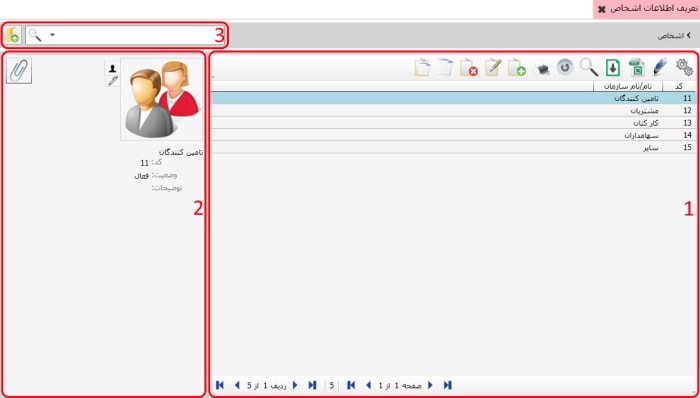 تعریف اطلاعات اشخاص
اشخاص
3
کد نام/نام سازمان
11 تامین کنندگان
12 مشتریان
13 کارکنان
14 سهامداران
15 سایر
1
تامین کنندگان
کد: 11
وضعیت: فعال
توضیحات:
2
صفحه 1 از 1
5
ردیف 1 از 5